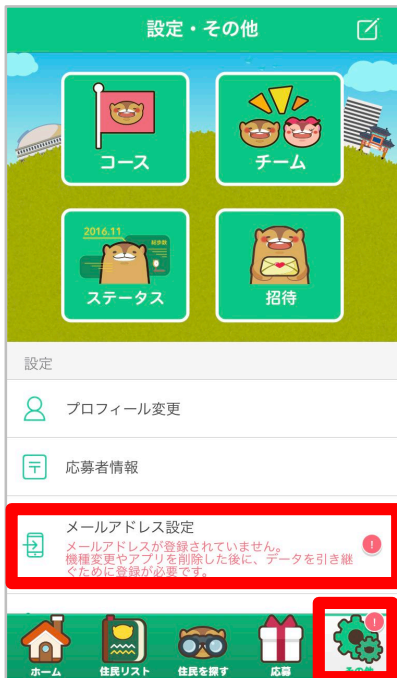 設定・その他
コース
チーム
2016.11
ステータス
招待
設定
プロフィール変更
応募者情報
メールアドレス設定
メールアドレスが登録されていません。
機種変更やアプリを削除した後に、データを引き継
ぐために登録が必要です。
ホーム
住民リスト
住民を探す
応募
その他